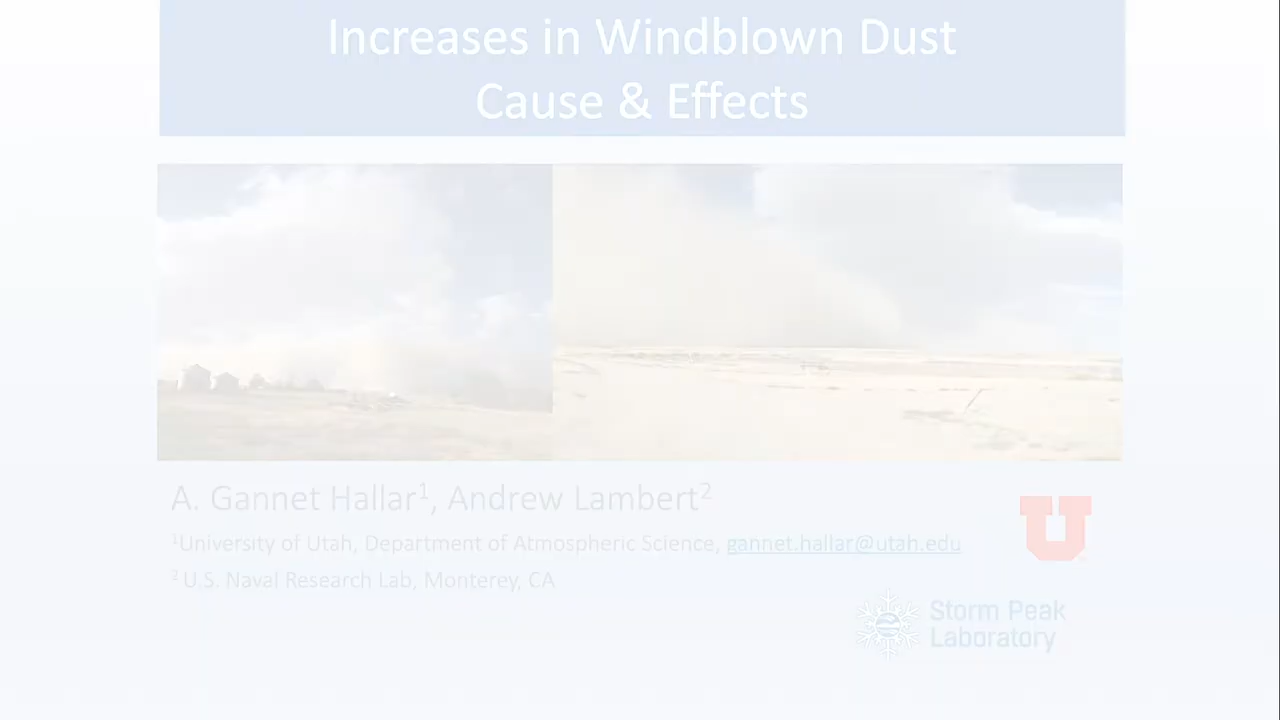 Increases in Windblown Dust
Cause & Effects
A. Gannet Hallar¹, Andrew Lambert²
¹University of Utah, Department of Atmospheric Science, gannet.hallar@utah.edu
² U.S. Naval Research Lab, Monterey, CA
U
Storm Peak
Laboratory